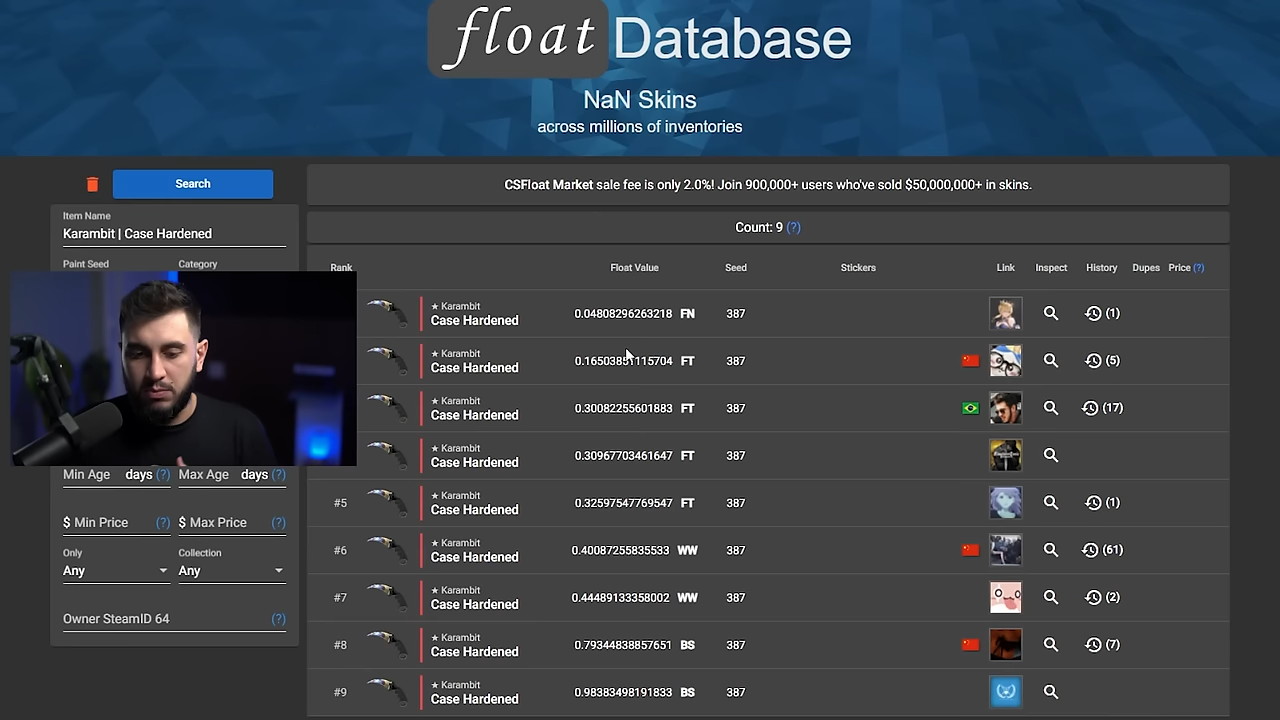 float Database
NaN Skins
across millions of inventories
Search
CSFloat Market sale fee is only 2.0%! Join 900,000+ users who've sold $50,000,000+ in skins.
Item Name
Karambit | Case Hardened
Count: 9 (?)
Paint Seed Category
Rank Float Value Seed Stickers Link Inspect History Dupes Price (?)
★ Karambit
Case Hardened 0.04808296263218 FN 387 (1)
★ Karambit
Case Hardened FT 387 (5)
★ Karambit
Case Hardened 0.30082255601883 FT 387 (17)
★ Karambit
Case Hardened 0.30967703461647 FT 387
Min Age days (?) Max Age days (?)
★ Karambit
#5 Case Hardened 0.32597547769547 FT 387 (1)
$ Min Price (?) $ Max Price (?)
★ Karambit
#6 Case Hardened 0.40087255835533 WW 387 (61)
Only Collection
Any Any
★ Karambit
#7 Case Hardened 0.44489133358002 WW 387 (2)
Owner SteamID 64 (?)
★ Karambit
#8 Case Hardened 0.79344838857651 BS 387 (7)
★ Karambit
#9 Case Hardened 0.98383498191833 BS 387